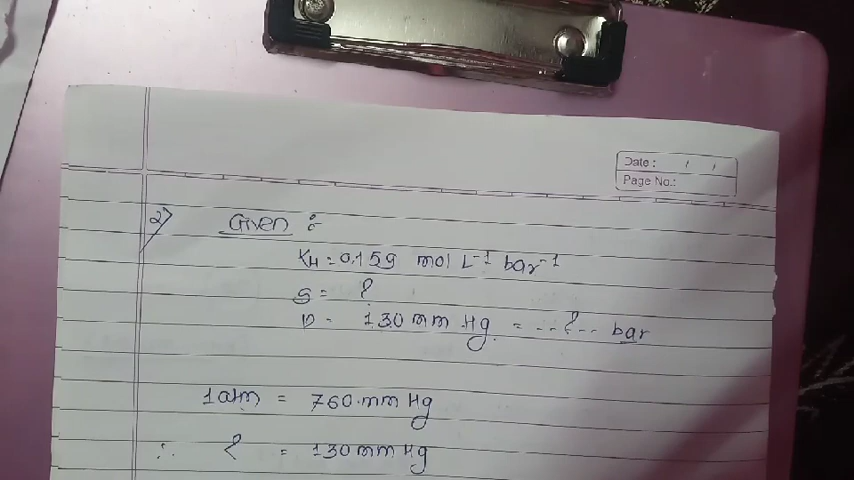 Date : / /
Page No.:
2> Given :-
KH = 0.159 mol L⁻¹ bar⁻¹
S = ?
P = 130 mm Hg = --?-- bar
1 atm = 760 mm Hg
∴ ? = 130 mm Hg